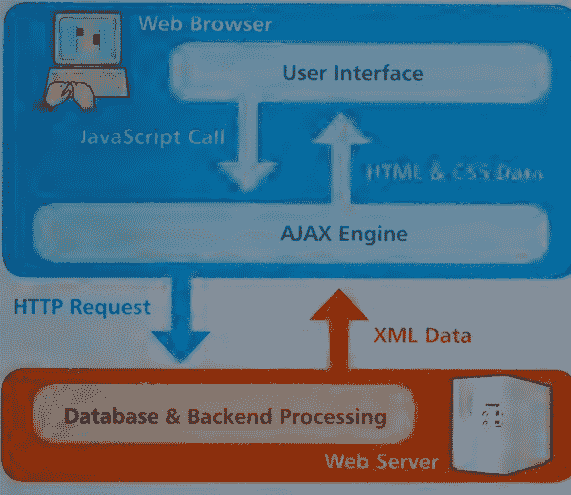 Web Browser
User Interface
JavaScript Call
HTML & CSS Data
AJAX Engine
HTTP Request
XML Data
Database & Backend Processing
Web Server